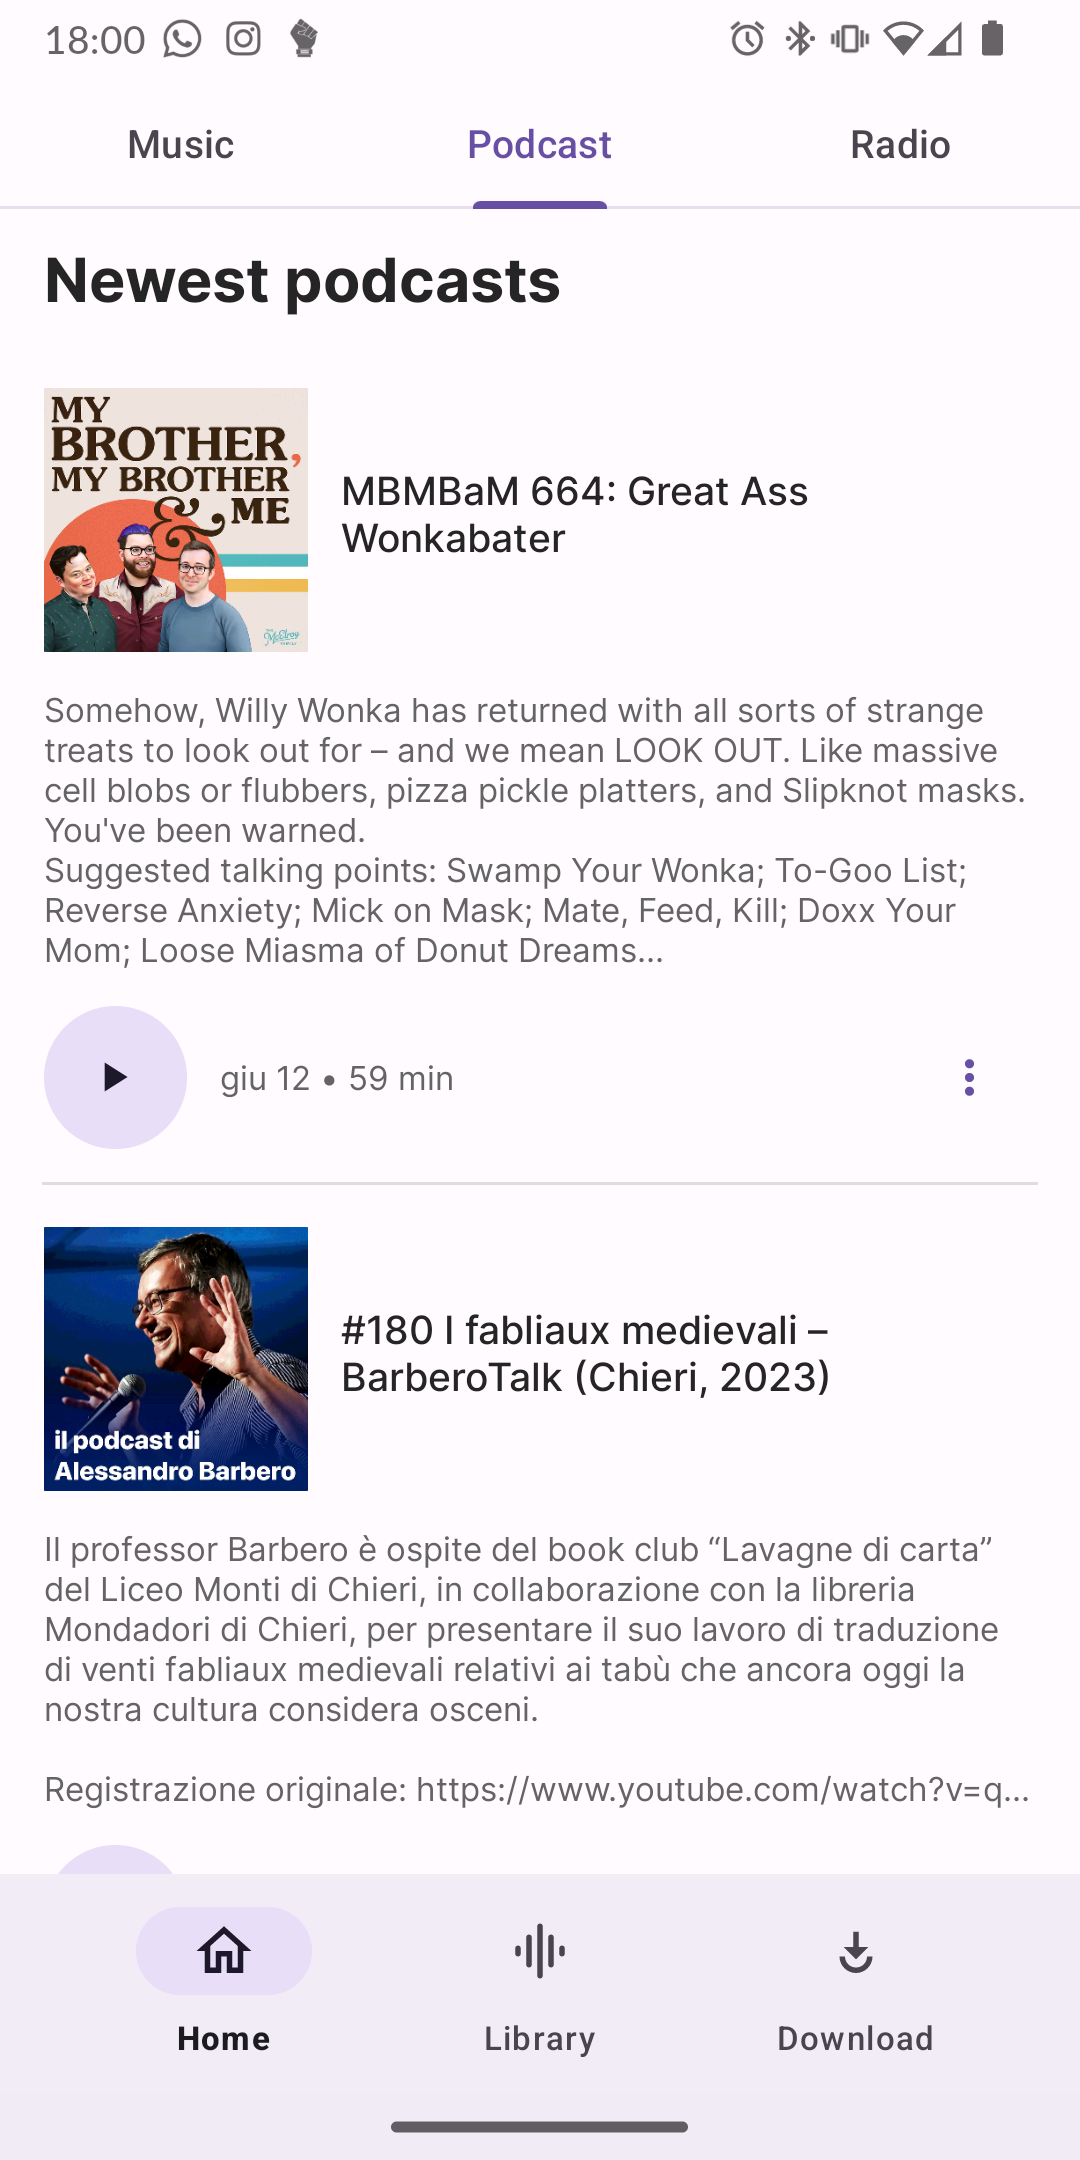 18:00
Music
Podcast
Radio
Newest podcasts
MY
BROTHER,
MY BROTHER
& ME
The
McElroy
Family
MBMBaM 664: Great Ass
Wonkabater
Somehow, Willy Wonka has returned with all sorts of strange
treats to look out for – and we mean LOOK OUT. Like massive
cell blobs or flubbers, pizza pickle platters, and Slipknot masks.
You've been warned.
Suggested talking points: Swamp Your Wonka; To-Goo List;
Reverse Anxiety; Mick on Mask; Mate, Feed, Kill; Doxx Your
Mom; Loose Miasma of Donut Dreams...
giu 12 • 59 min
il podcast di
Alessandro Barbero
#180 I fabliaux medievali –
BarberoTalk (Chieri, 2023)
Il professor Barbero è ospite del book club “Lavagne di carta”
del Liceo Monti di Chieri, in collaborazione con la libreria
Mondadori di Chieri, per presentare il suo lavoro di traduzione
di venti fabliaux medievali relativi ai tabù che ancora oggi la
nostra cultura considera osceni.
Registrazione originale: https://www.youtube.com/watch?v=q...
Home
Library
Download